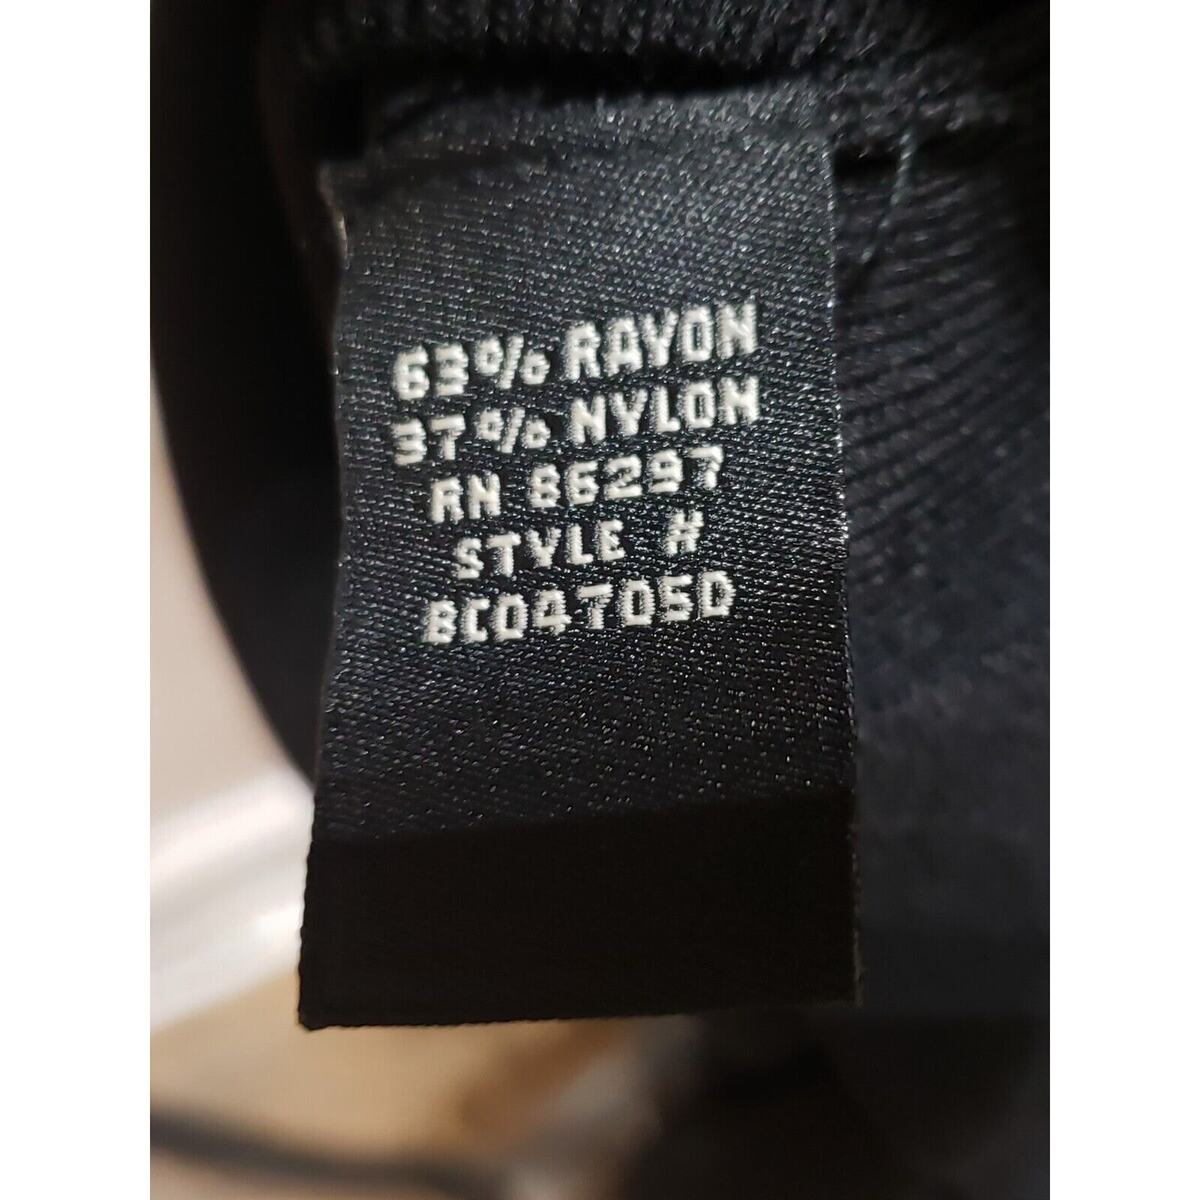 63% RAYON
37% NYLON
RN 86297
STYLE #
BC04705D